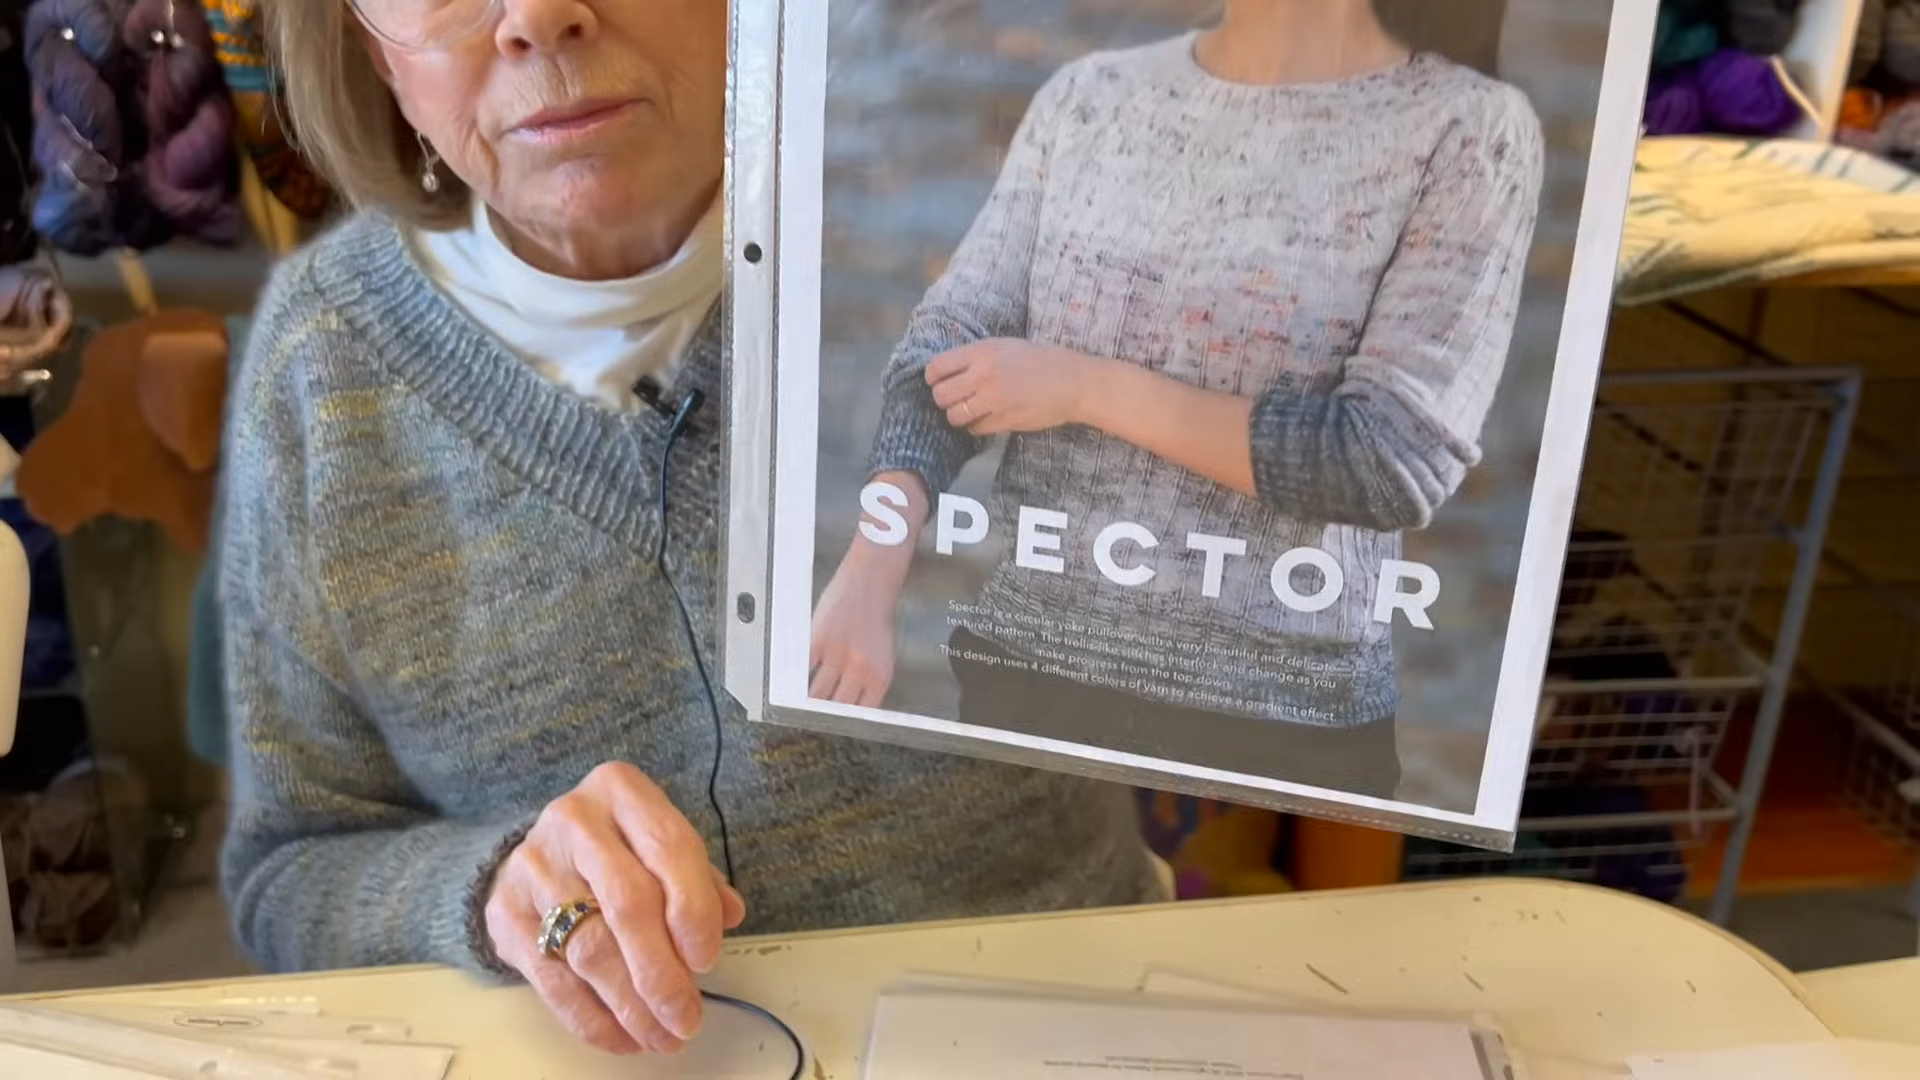 SPECTOR
Spector is a circular yoke pullover with a very beautiful and delicate
textured pattern. The trellis-like stitches interlock and change as you
make progress from the top down.
This design uses 4 different colors of yarn to achieve a gradient effect.